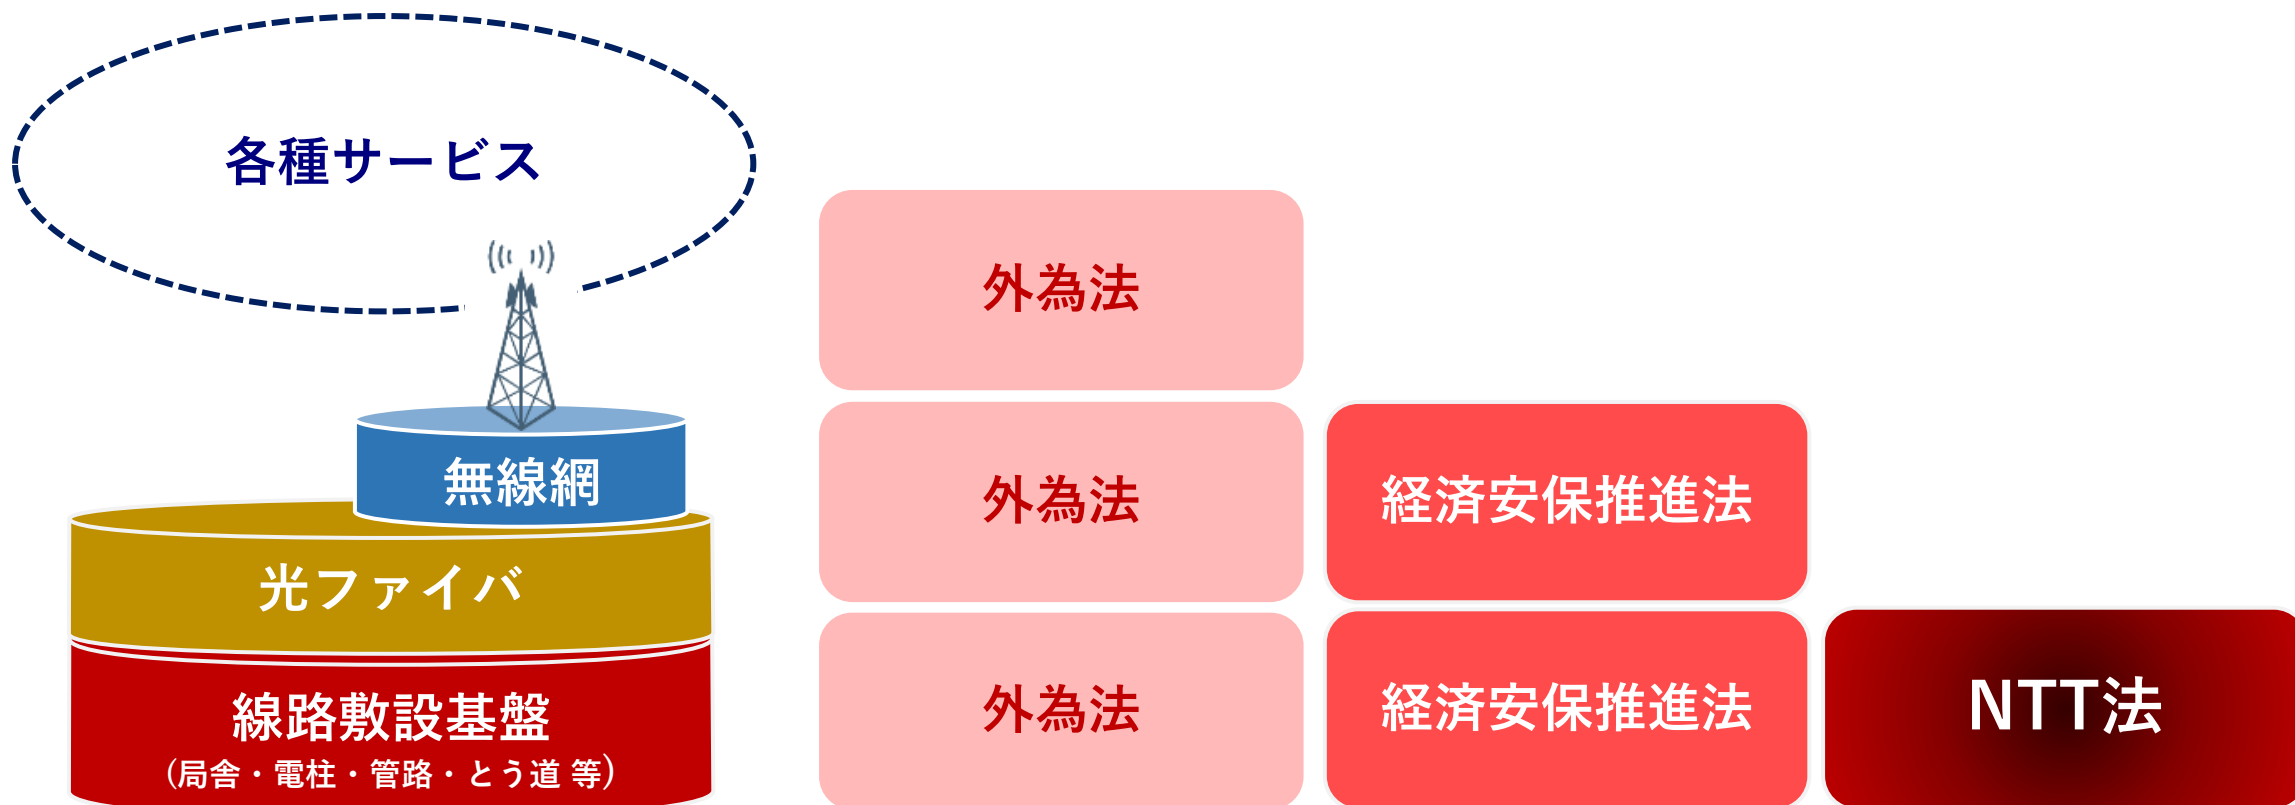 各種サービス
外為法
無線網
外為法
経済安保推進法
光ファイバ
線路敷設基盤
(局舎・電柱・管路・とう道 等)
外為法
経済安保推進法
NTT法